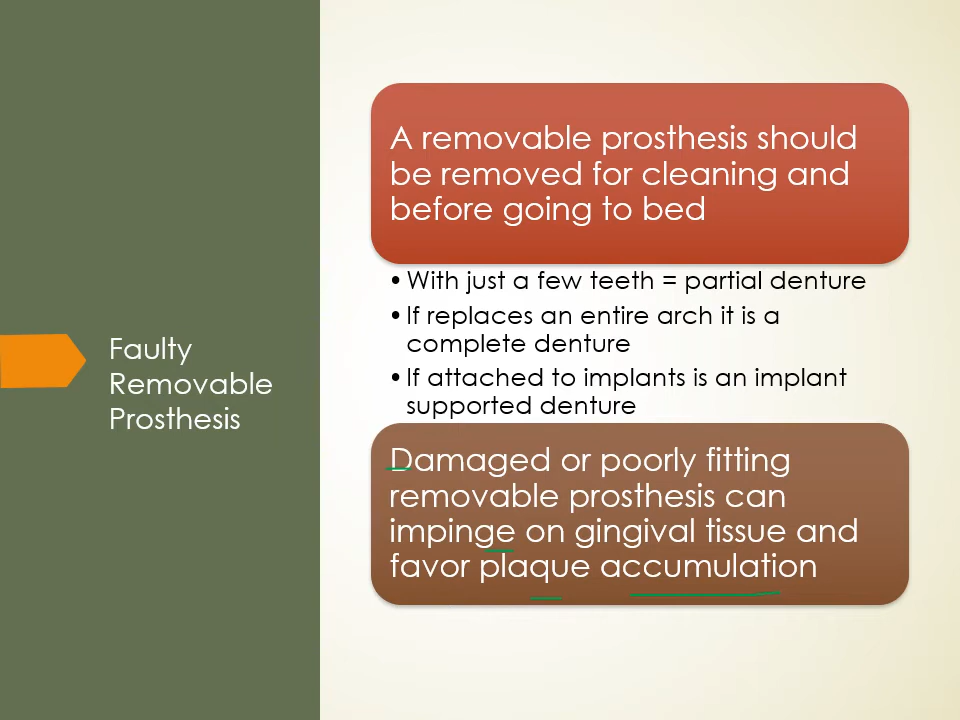 Faulty
Removable
Prosthesis
A removable prosthesis should
be removed for cleaning and
before going to bed
• With just a few teeth = partial denture
• If replaces an entire arch it is a
complete denture
• If attached to implants is an implant
supported denture
Damaged or poorly fitting
removable prosthesis can
impinge on gingival tissue and
favor plaque accumulation